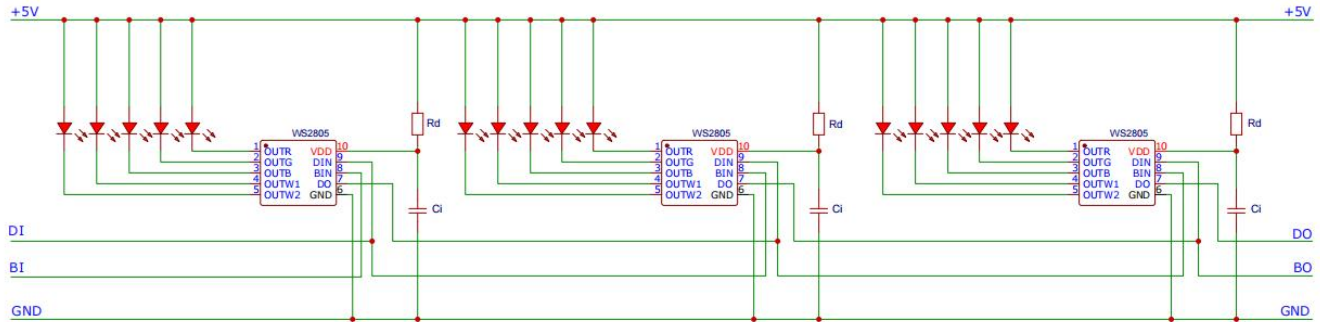 +5V +5V
Rd Rd Rd
WS2805 WS2805 WS2805
1 OUTR VDD 10 1 OUTR VDD 10 1 OUTR VDD 10
2 OUTG DIN 9 2 OUTG DIN 9 2 OUTG DIN 9
3 OUTB BIN 8 3 OUTB BIN 8 3 OUTB BIN 8
4 OUTW1 DO 7 4 OUTW1 DO 7 4 OUTW1 DO 7
5 OUTW2 GND 6 5 OUTW2 GND 6 5 OUTW2 GND 6
Ci Ci Ci
DI DO
BI BO
GND GND